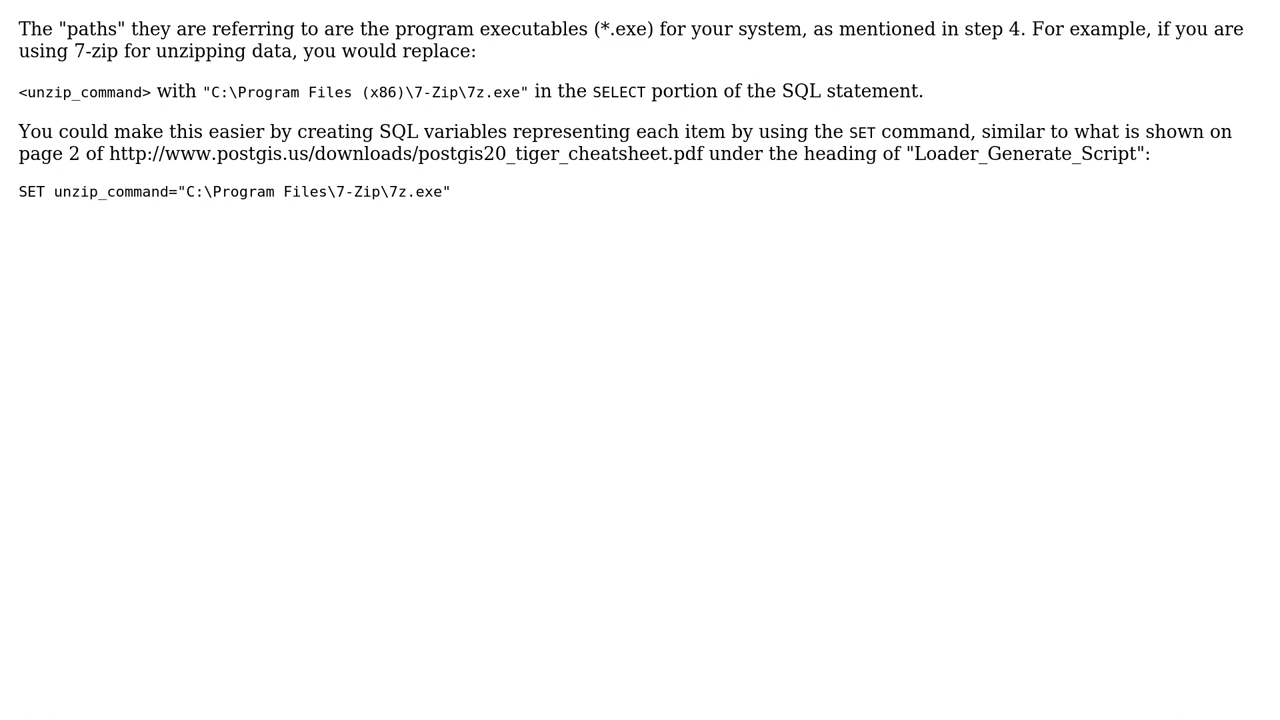 The "paths" they are referring to are the program executables (*.exe) for your system, as mentioned in step 4. For example, if you are
using 7-zip for unzipping data, you would replace:
<unzip_command> with "C:\Program Files (x86)\7-Zip\7z.exe" in the SELECT portion of the SQL statement.
You could make this easier by creating SQL variables representing each item by using the SET command, similar to what is shown on
page 2 of http://www.postgis.us/downloads/postgis20_tiger_cheatsheet.pdf under the heading of "Loader_Generate_Script":
SET unzip_command="C:\Program Files\7-Zip\7z.exe"